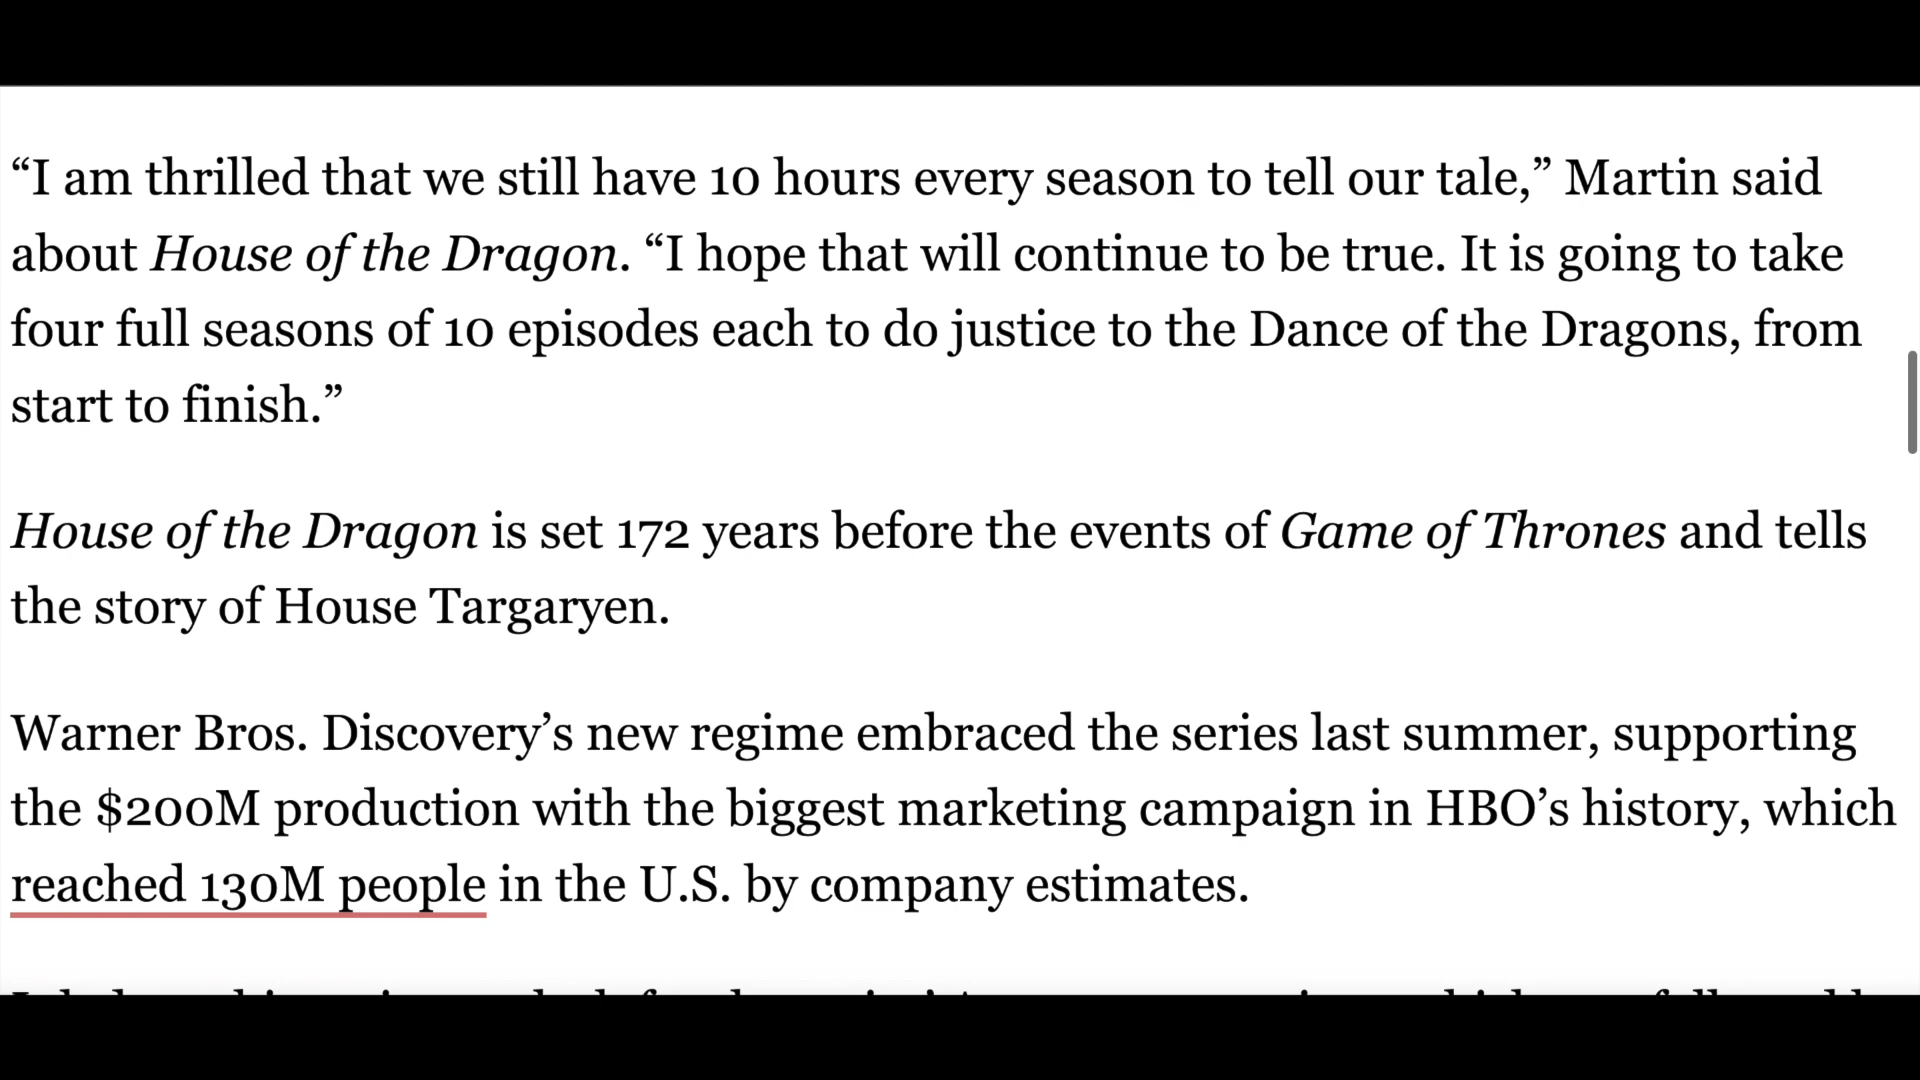 “I am thrilled that we still have 10 hours every season to tell our tale,” Martin said
about House of the Dragon. “I hope that will continue to be true. It is going to take
four full seasons of 10 episodes each to do justice to the Dance of the Dragons, from
start to finish.”
House of the Dragon is set 172 years before the events of Game of Thrones and tells
the story of House Targaryen.
Warner Bros. Discovery’s new regime embraced the series last summer, supporting
the $200M production with the biggest marketing campaign in HBO’s history, which
reached 130M people in the U.S. by company estimates.